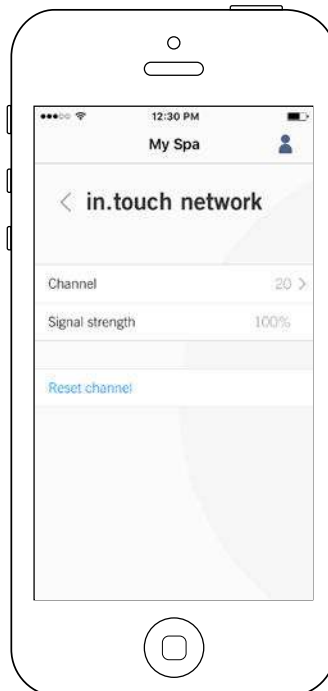 12:30 PM
My Spa
in.touch network
Channel 20
Signal strength 100%
Reset channel